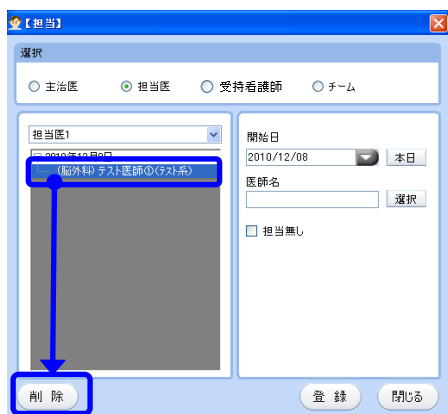 【担当】
選択
主治医 担当医 受持看護師 チーム
担当医1
2010年12月8日
(脳外科) テスト医師①(テスト系)
開始日
2010/12/08 本日
医師名
選択
担当無し
削 除
登 録 閉じる